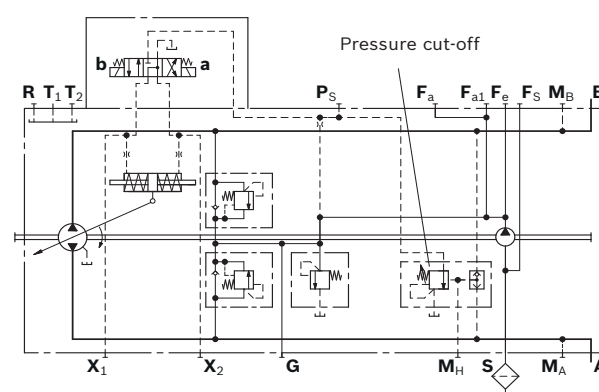 Pressure cut-off
b a
R T1 T2 PS Fa Fa1 Fe FS MB B
X1 X2 G MH S MA A